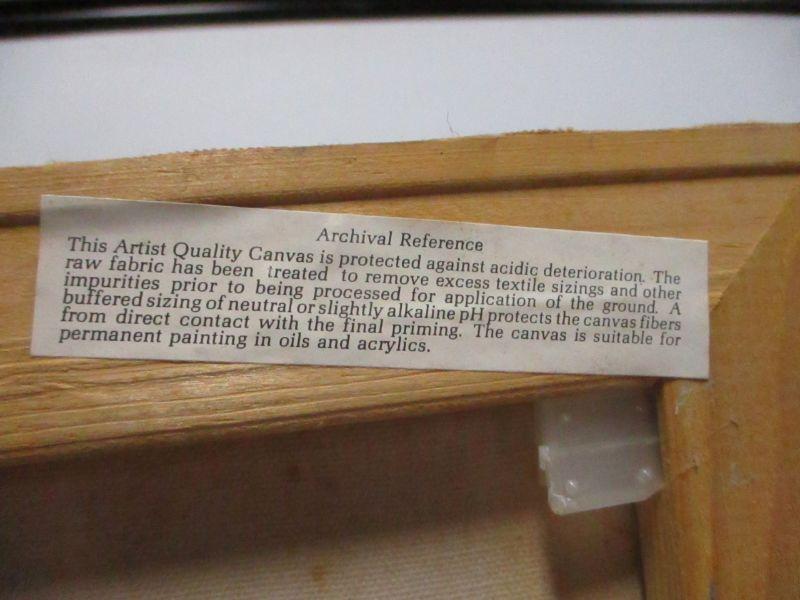 Archival Reference
This Artist Quality Canvas is protected against acidic deterioration. The
raw fabric has been treated to remove excess textile sizings and other
impurities prior to being processed for application of the ground. A
buffered sizing of neutral or slightly alkaline pH protects the canvas fibers
from direct contact with the final priming. The canvas is suitable for
permanent painting in oils and acrylics.